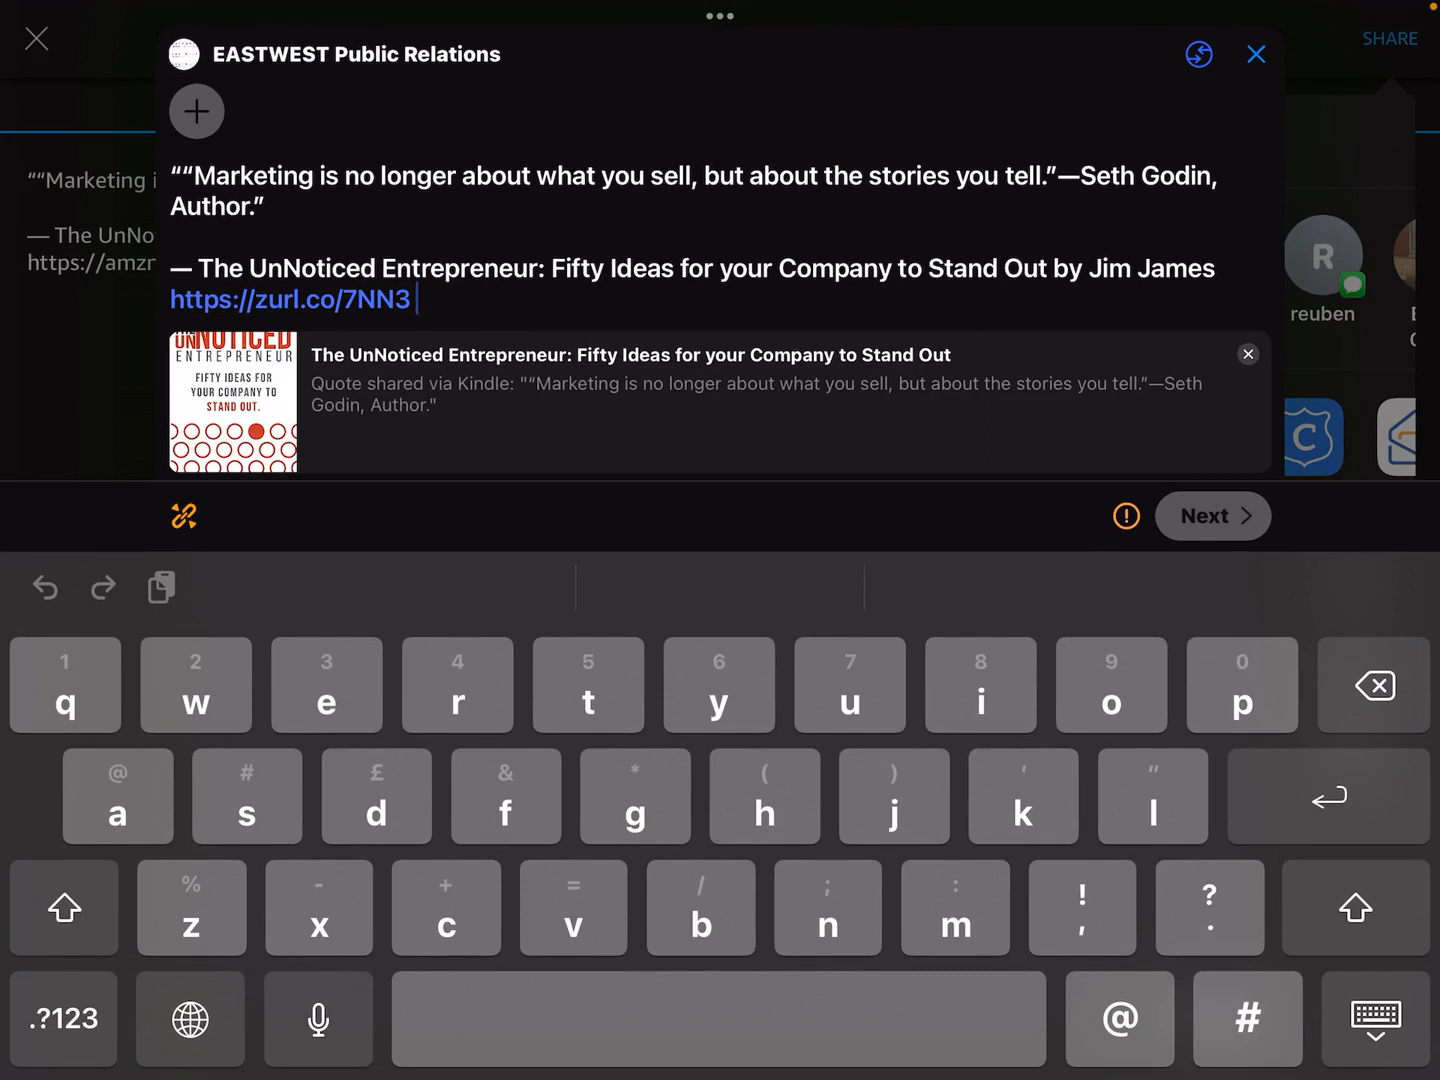 SHARE
EASTWEST Public Relations
““Marketing is no longer about what you sell, but about the stories you tell.”—Seth Godin,
Author.”
— The UnNoticed Entrepreneur: Fifty Ideas for your Company to Stand Out by Jim James
https://zurl.co/7NN3
““Marketing i
— The UnNo
https://amzn
R
reuben
UNNOTICED
ENTREPRENEUR
FIFTY IDEAS FOR
YOUR COMPANY TO
STAND OUT.
The UnNoticed Entrepreneur: Fifty Ideas for your Company to Stand Out
Quote shared via Kindle: "“Marketing is no longer about what you sell, but about the stories you tell.”—Seth
Godin, Author."
C
Next
1 2 3 4 5 6 7 8 9 0
q w e r t y u i o p
@ # £ & * ( ) ' "
a s d f g h j k l
% - + = / ; : ! ?
z x c v b n m , .
.?123 @ #